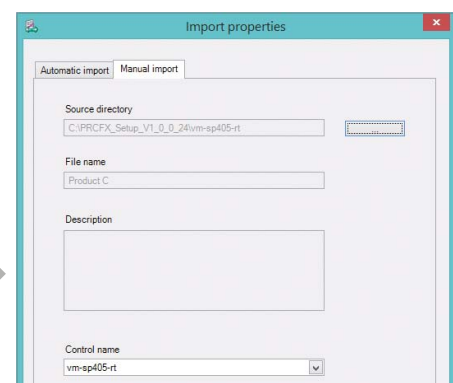 Import properties
Automatic import Manual import
Source directory
C:\PRCFX_Setup_V1_0_0_24\vm-sp405-rt
...
File name
Product C
Description
Control name
vm-sp405-rt